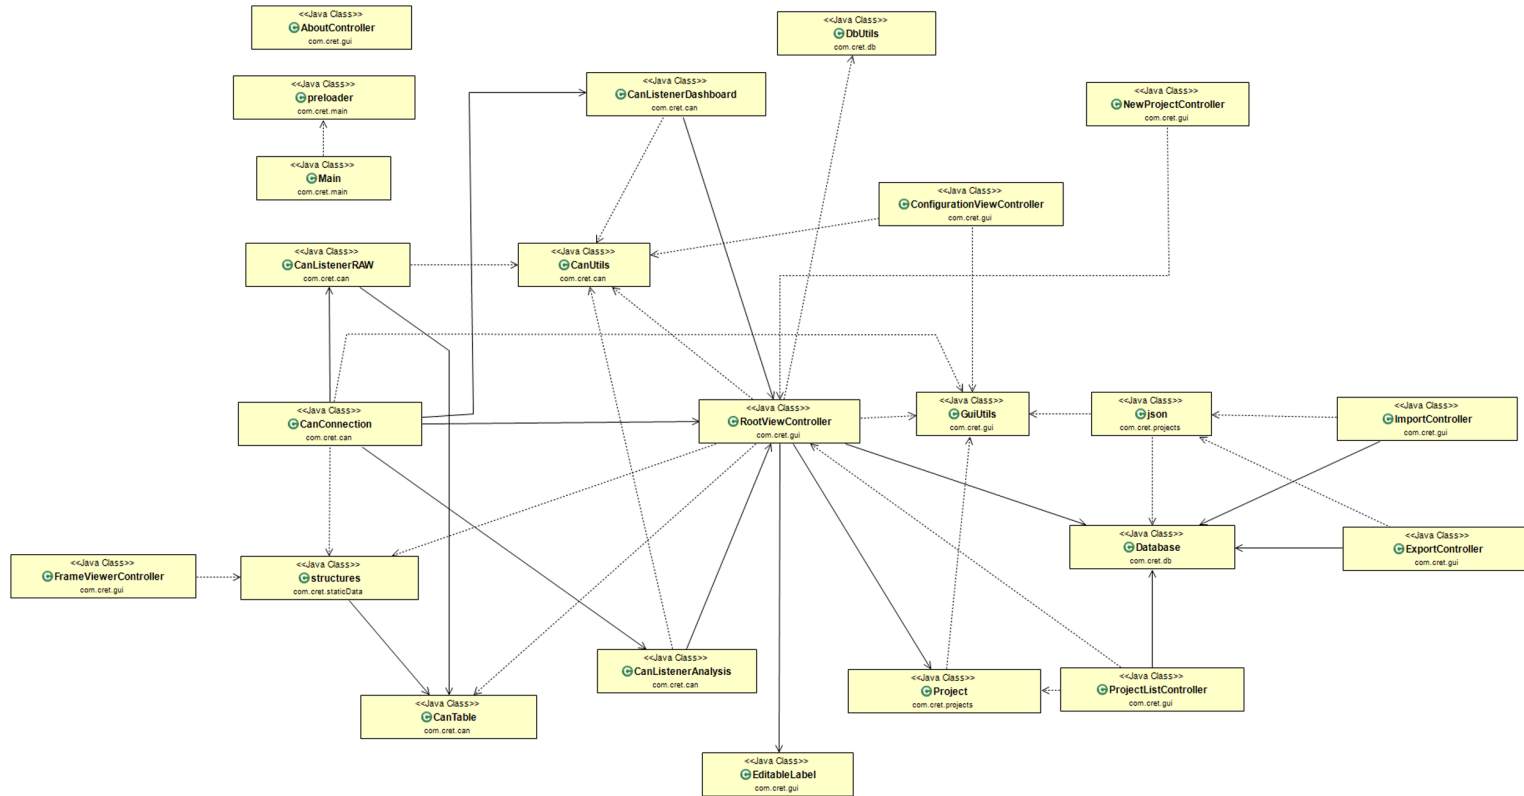 <<Java Class>>
AboutController
com.cret.gui
<<Java Class>>
DbUtils
com.cret.db
<<Java Class>>
preloader
com.cret.main
<<Java Class>>
CanListenerDashboard
com.cret.can
<<Java Class>>
NewProjectController
com.cret.gui
<<Java Class>>
Main
com.cret.main
<<Java Class>>
ConfigurationViewController
com.cret.gui
<<Java Class>>
CanListenerRAW
com.cret.can
<<Java Class>>
CanUtils
com.cret.can
<<Java Class>>
CanConnection
com.cret.can
<<Java Class>>
RootViewController
com.cret.gui
<<Java Class>>
GuiUtils
com.cret.gui
<<Java Class>>
json
com.cret.projects
<<Java Class>>
ImportController
com.cret.gui
<<Java Class>>
Database
com.cret.db
<<Java Class>>
ExportController
com.cret.gui
<<Java Class>>
FrameViewerController
com.cret.gui
<<Java Class>>
structures
com.cret.staticData
<<Java Class>>
CanListenerAnalysis
com.cret.can
<<Java Class>>
Project
com.cret.projects
<<Java Class>>
ProjectListController
com.cret.gui
<<Java Class>>
CanTable
com.cret.can
<<Java Class>>
EditableLabel
com.cret.gui